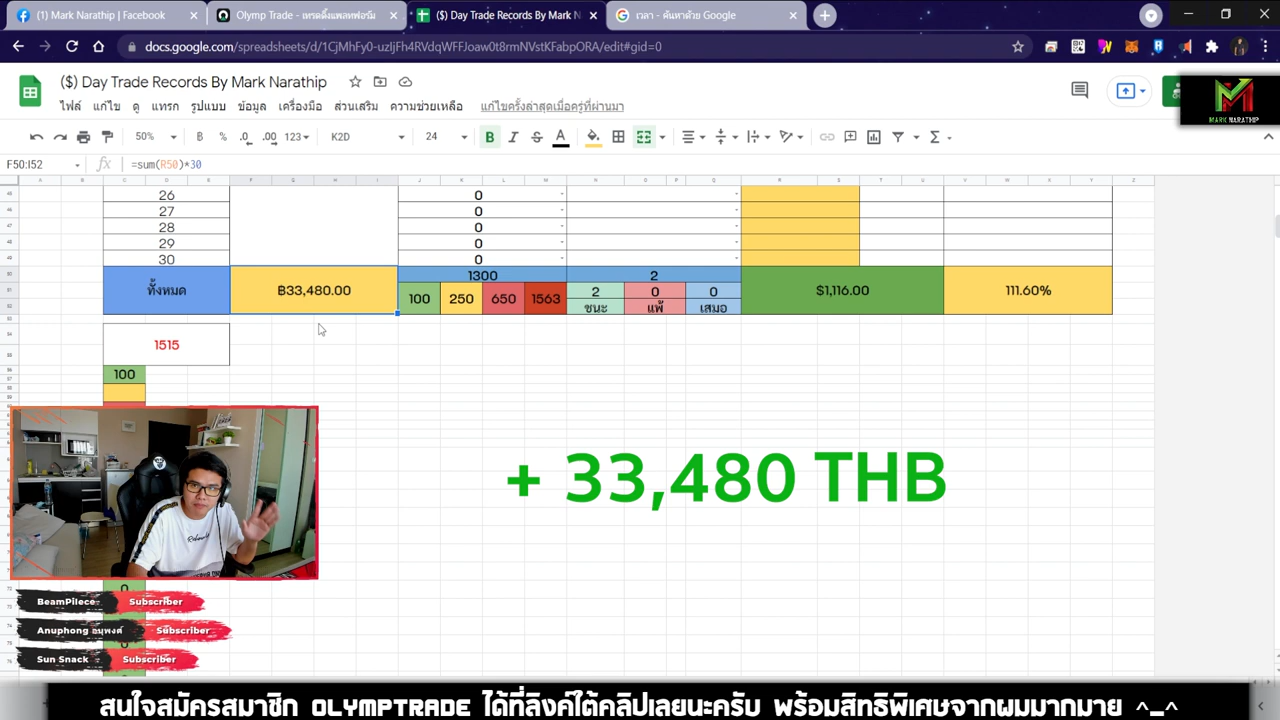 (1) Mark Narathip | Facebook
Olymp Trade - เทรดดิ้งแพลทฟอร์ม
($) Day Trade Records By Mark N
เวลา - ค้นหาด้วย Google
docs.google.com/spreadsheets/d/1CjMhFy0-uzIjFh4RVdqWFFJoaw0t8rmNVstKFabpORA/edit#gid=0
($) Day Trade Records By Mark Narathip
ไฟล์ แก้ไข ดู แทรก รูปแบบ ข้อมูล เครื่องมือ ส่วนเสริม ความช่วยเหลือ แก้ไขครั้งล่าสุดเมื่อครู่ที่ผ่านมา
MARK NARATHIP
50% ฿ % .0 .00 123 K2D 24 B I S A
F50:I52 fx =sum(R50)*30
A B C D E F G H I J K L M N O P Q R S T U V W X Y Z
26 0
27 0
28 0
29 0
30 0
ทั้งหมด ฿33,480.00 1300 2 $1,116.00 111.60%
100 250 650 1563 2 0 0
ชนะ แพ้ เสมอ
1515
100
+ 33,480 THB
BeamPilece Subscriber
Anuphong อนุพงศ์ Subscriber
Sun Snack Subscriber
สนใจสมัครสมาชิก OLYMPTRADE ได้ที่ลิงค์ใต้คลิปเลยนะครับ พร้อมสิทธิพิเศษจากผมมากมาย ^_^